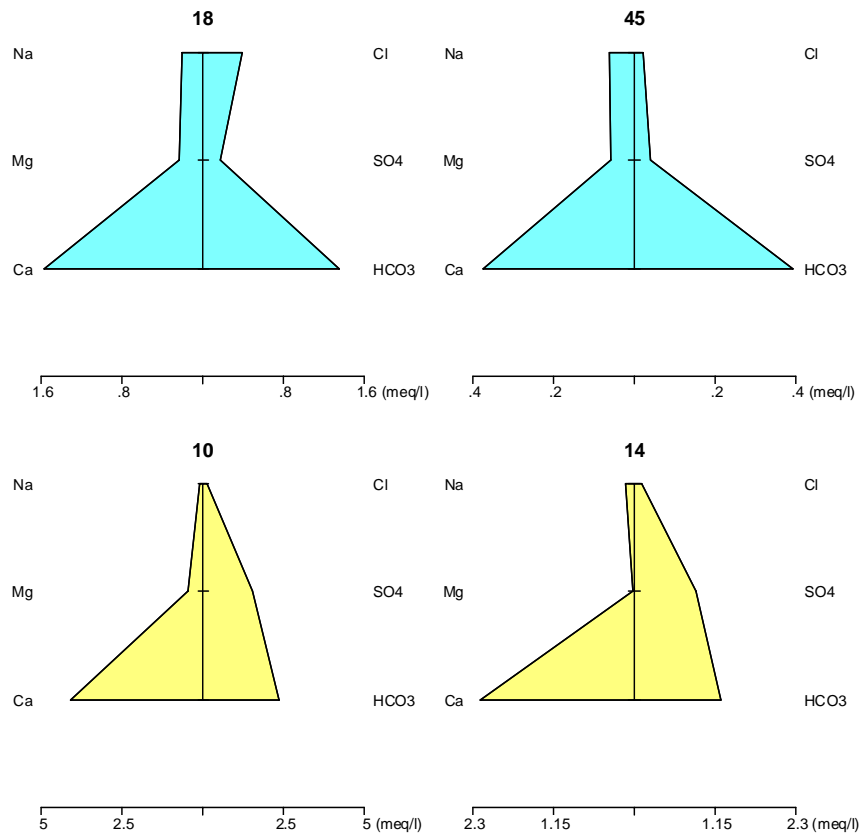 18 45
Na Cl Na Cl
Mg SO4 Mg SO4
Ca HCO3 Ca HCO3
1.6 .8 .8 1.6 (meq/l) .4 .2 .2 .4 (meq/l)
10 14
Na Cl Na Cl
Mg SO4 Mg SO4
Ca HCO3 Ca HCO3
5 2.5 2.5 5 (meq/l) 2.3 1.15 1.15 2.3 (meq/l)